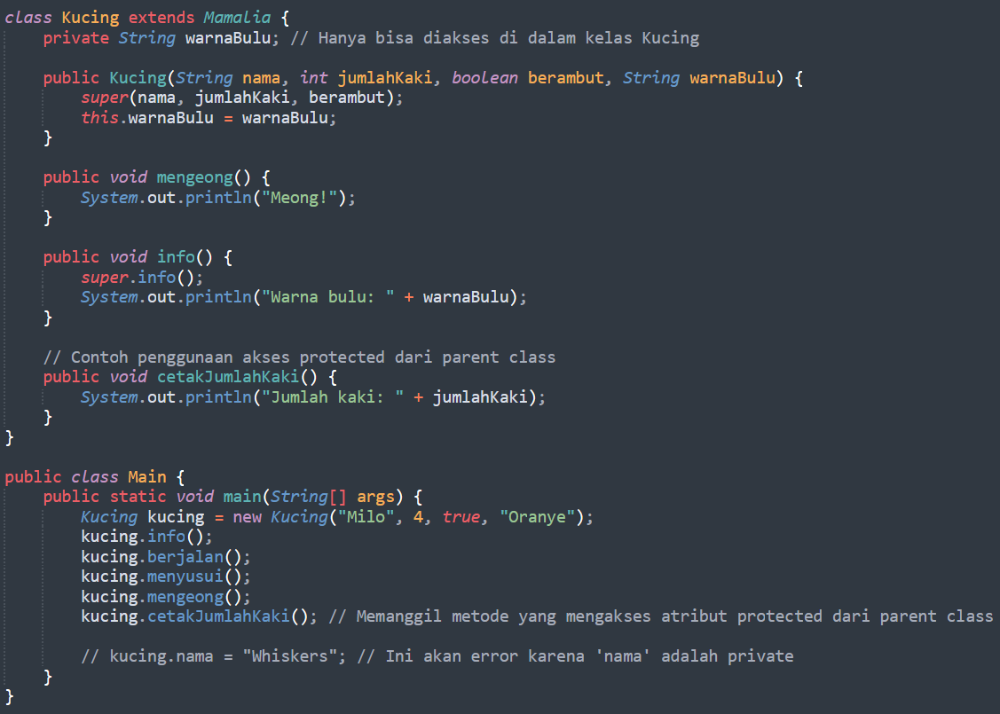 class Kucing extends Mamalia {
    private String warnaBulu; // Hanya bisa diakses di dalam kelas Kucing

    public Kucing(String nama, int jumlahKaki, boolean berambut, String warnaBulu) {
        super(nama, jumlahKaki, berambut);
        this.warnaBulu = warnaBulu;
    }

    public void mengeong() {
        System.out.println("Meong!");
    }

    public void info() {
        super.info();
        System.out.println("Warna bulu: " + warnaBulu);
    }

    // Contoh penggunaan akses protected dari parent class
    public void cetakJumlahKaki() {
        System.out.println("Jumlah kaki: " + jumlahKaki);
    }
}

public class Main {
    public static void main(String[] args) {
        Kucing kucing = new Kucing("Milo", 4, true, "Oranye");
        kucing.info();
        kucing.berjalan();
        kucing.menyusui();
        kucing.mengeong();
        kucing.cetakJumlahKaki(); // Memanggil metode yang mengakses atribut protected dari parent class

        // kucing.nama = "Whiskers"; // Ini akan error karena 'nama' adalah private
    }
}